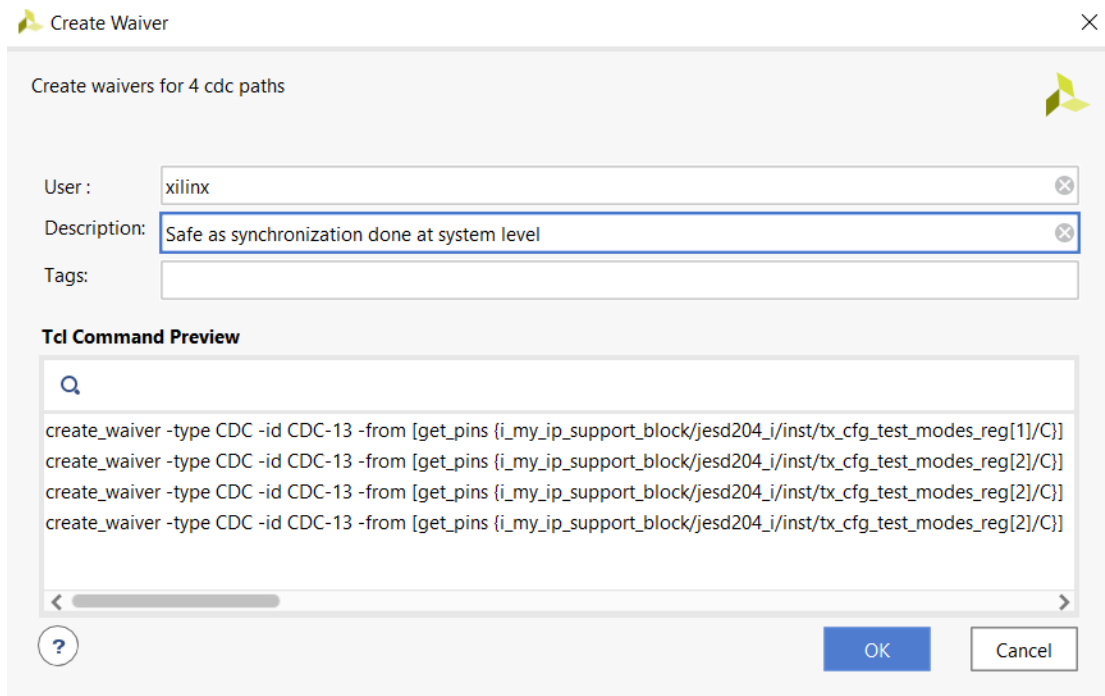 Create Waiver
Create waivers for 4 cdc paths
User : xilinx
Description: Safe as synchronization done at system level
Tags:
Tcl Command Preview
create_waiver -type CDC -id CDC-13 -from [get_pins {i_my_ip_support_block/jesd204_i/inst/tx_cfg_test_modes_reg[1]/C}]
create_waiver -type CDC -id CDC-13 -from [get_pins {i_my_ip_support_block/jesd204_i/inst/tx_cfg_test_modes_reg[2]/C}]
create_waiver -type CDC -id CDC-13 -from [get_pins {i_my_ip_support_block/jesd204_i/inst/tx_cfg_test_modes_reg[2]/C}]
create_waiver -type CDC -id CDC-13 -from [get_pins {i_my_ip_support_block/jesd204_i/inst/tx_cfg_test_modes_reg[2]/C}]
? OK Cancel